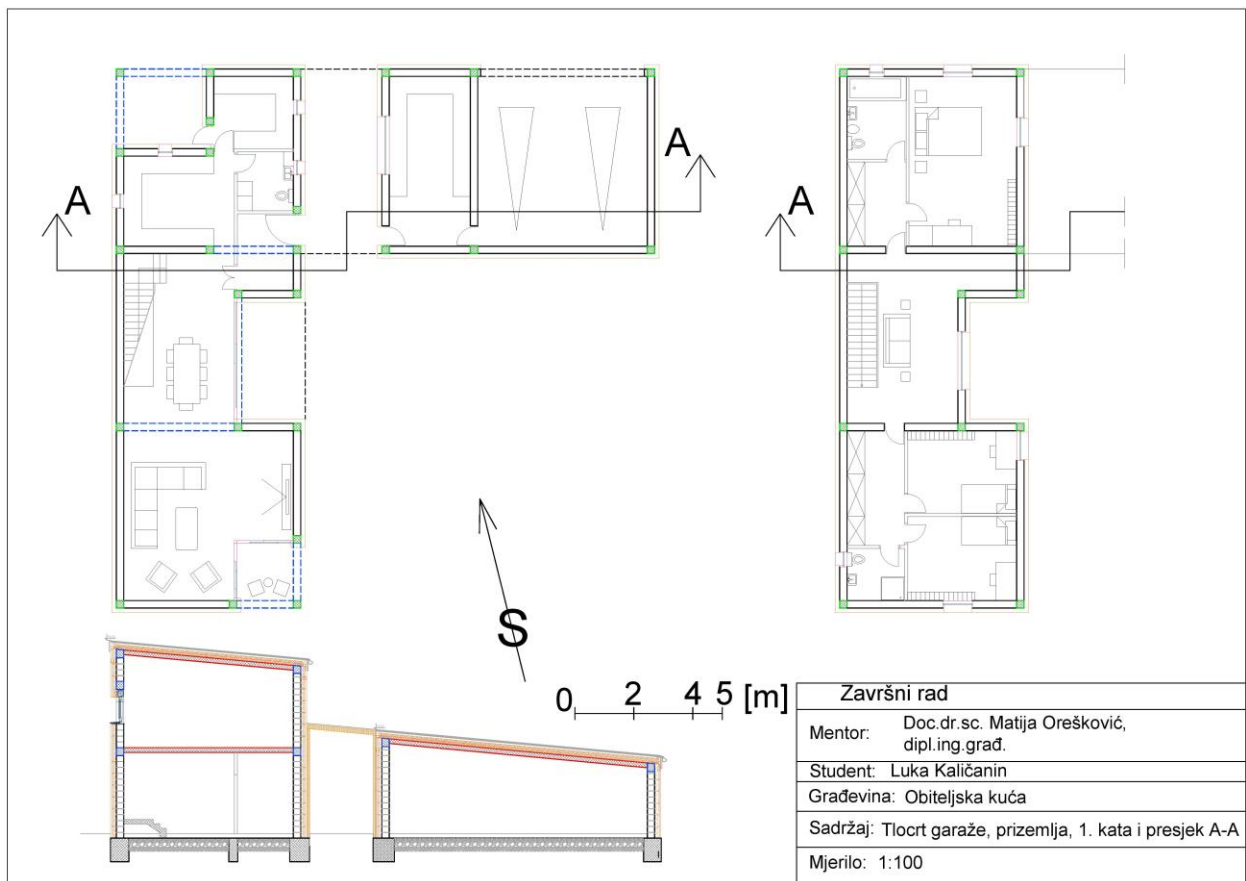 A
A
A
S
0 2 4 5 [m]
Završni rad
Mentor: Doc.dr.sc. Matija Orešković,
dipl.ing.građ.
Student: Luka Kaličanin
Građevina: Obiteljska kuća
Sadržaj: Tlocrt garaže, prizemlja, 1. kata i presjek A-A
Mjerilo: 1:100